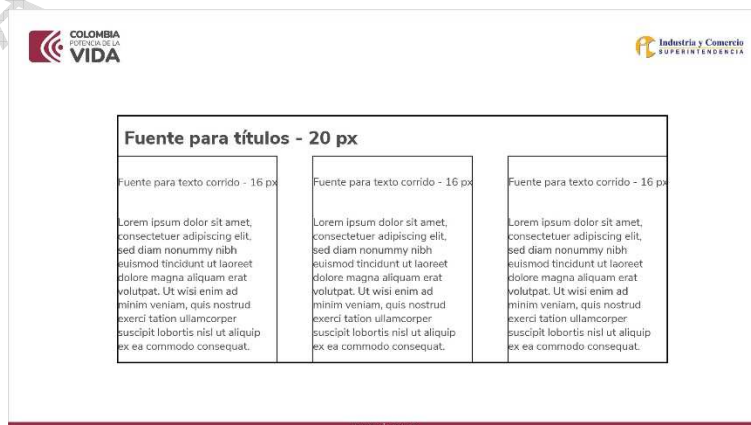 COLOMBIA
POTENCIA DE LA
VIDA
Industria y Comercio
SUPERINTENDENCIA
Fuente para títulos - 20 px
Fuente para texto corrido - 16 px
Lorem ipsum dolor sit amet,
consectetuer adipiscing elit,
sed diam nonummy nibh
euismod tincidunt ut laoreet
dolore magna aliquam erat
volutpat. Ut wisi enim ad
minim veniam, quis nostrud
exerci tation ullamcorper
suscipit lobortis nisl ut aliquip
ex ea commodo consequat.
Fuente para texto corrido - 16 px
Lorem ipsum dolor sit amet,
consectetuer adipiscing elit,
sed diam nonummy nibh
euismod tincidunt ut laoreet
dolore magna aliquam erat
volutpat. Ut wisi enim ad
minim veniam, quis nostrud
exerci tation ullamcorper
suscipit lobortis nisl ut aliquip
ex ea commodo consequat.
Fuente para texto corrido - 16 px
Lorem ipsum dolor sit amet,
consectetuer adipiscing elit,
sed diam nonummy nibh
euismod tincidunt ut laoreet
dolore magna aliquam erat
volutpat. Ut wisi enim ad
minim veniam, quis nostrud
exerci tation ullamcorper
suscipit lobortis nisl ut aliquip
ex ea commodo consequat.